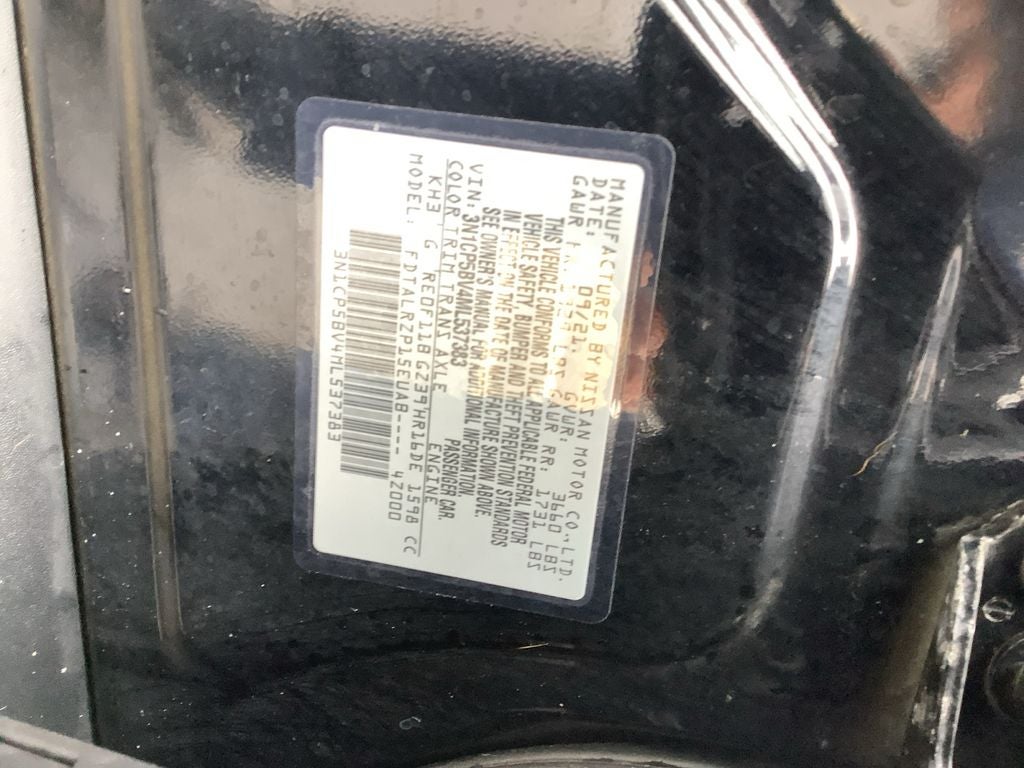 MANUFACTURED BY NISSAN MOTOR CO., LTD.
DATE: 09/21. GVWR: 3660 LBS
GAWR LBS GAWR RR: 1731 LBS
THIS VEHICLE CONFORMS TO ALL APPLICABLE FEDERAL MOTOR
VEHICLE SAFETY, BUMPER AND THEFT PREVENTION STANDARDS
IN EFFECT ON THE DATE OF MANUFACTURE SHOWN ABOVE
SEE OWNER'S MANUAL FOR ADDITIONAL INFORMATION.
VIN: 3N1CP5BV4ML537383 PASSENGER CAR.
COLOR TRIM TRANS AXLE ENGINE
KH3 G RE0F11B GZ39 HR16DE 1598 CC
MODEL: FDTALRZP15EUAB---- 4Z000
3N1CP5BV4ML537383